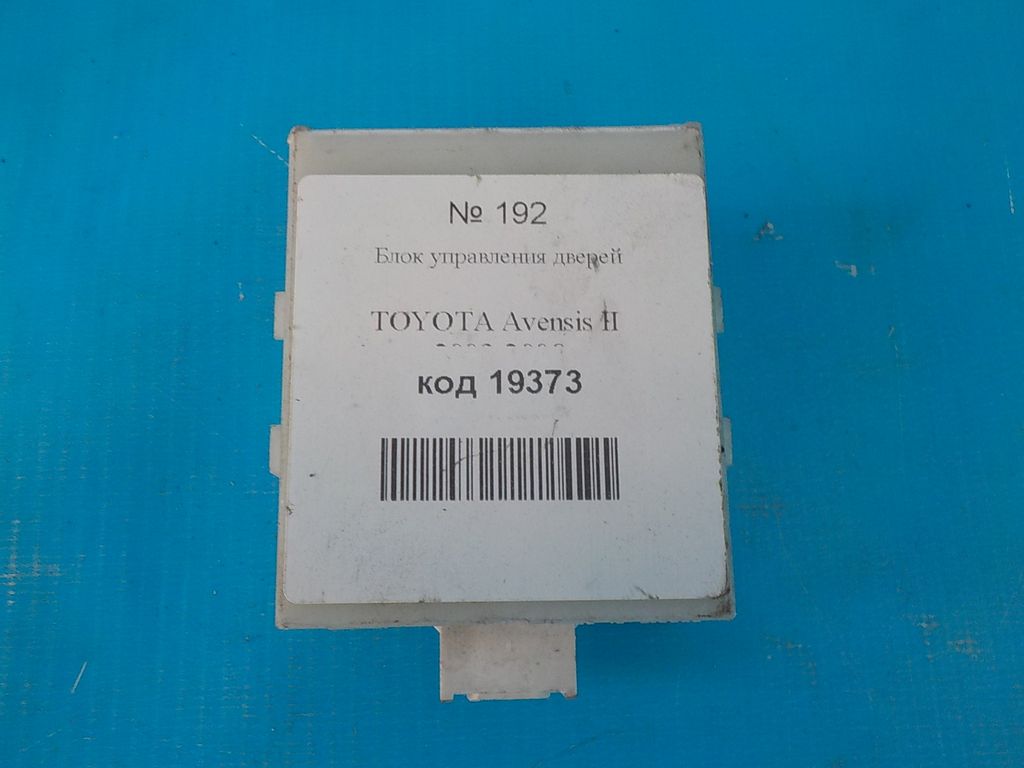 № 192
Блок управления дверей
TOYOTA Avensis II
код 19373